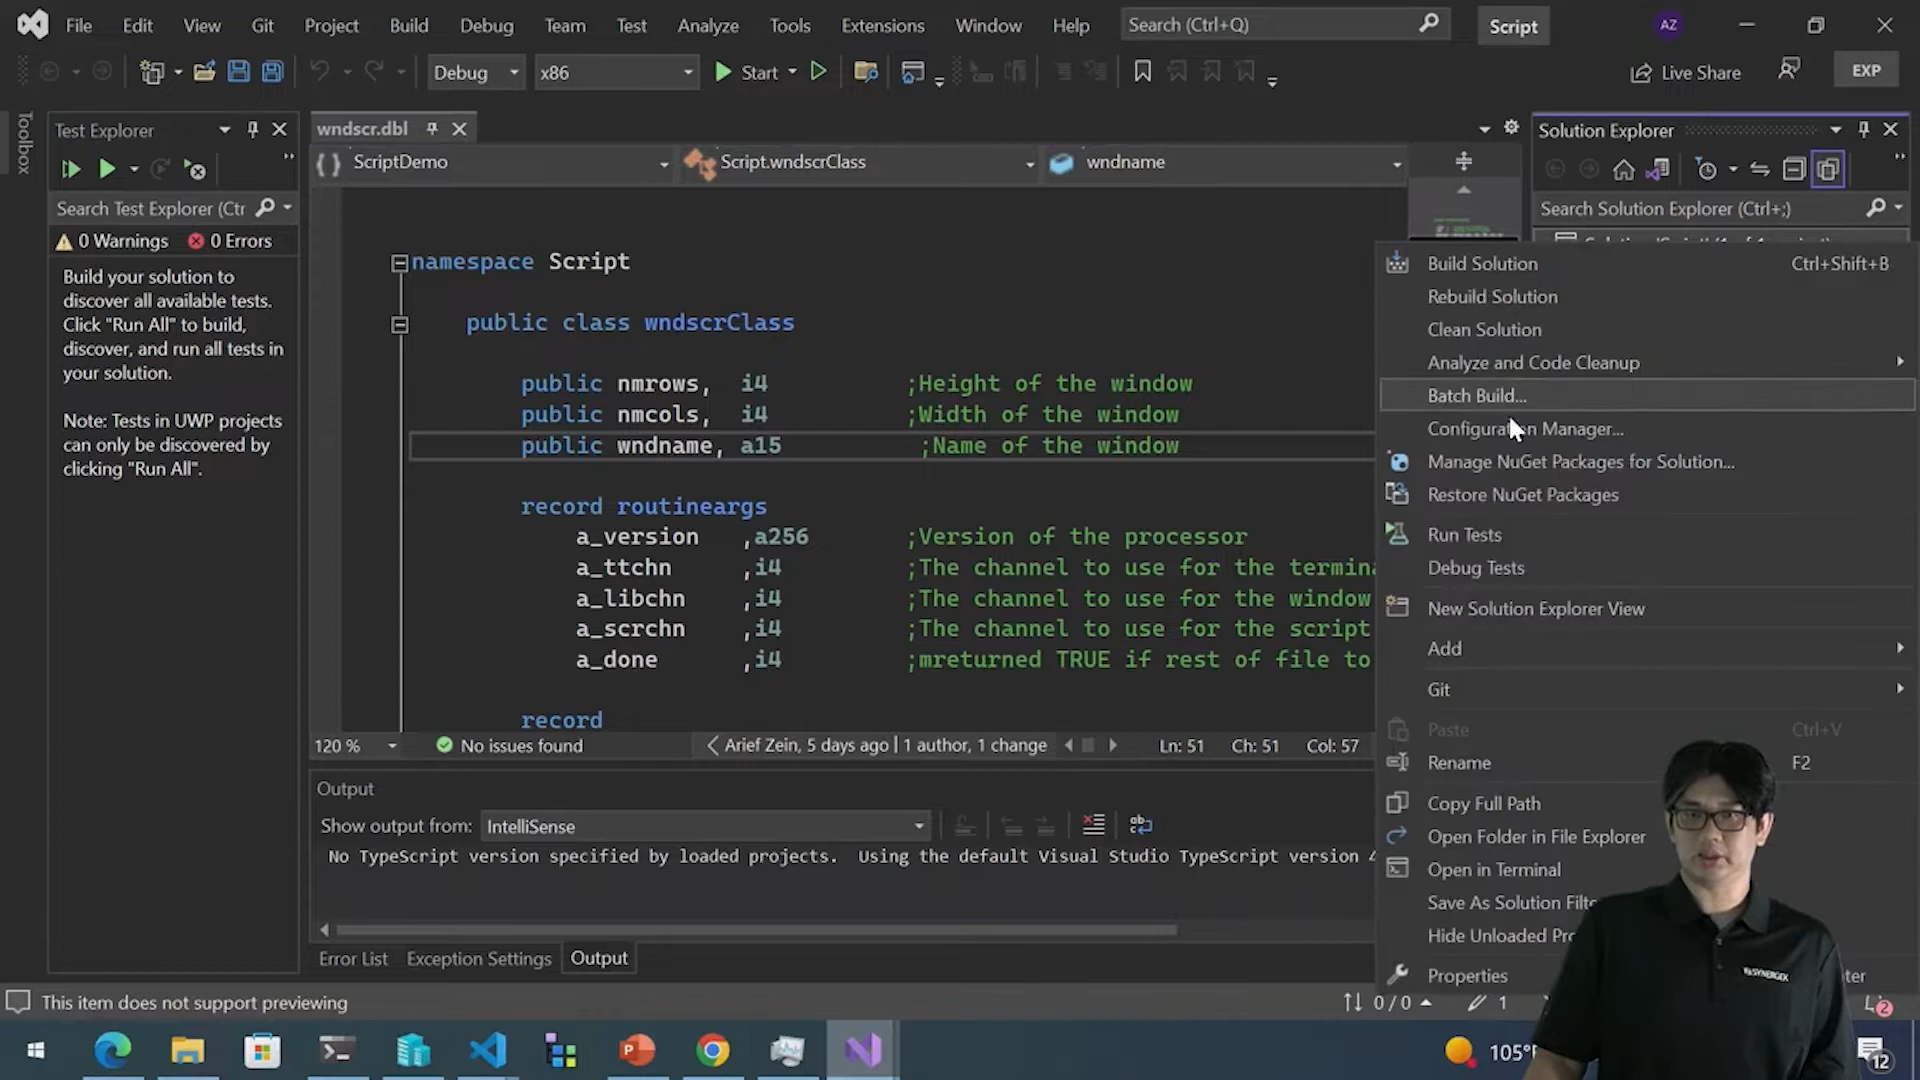 File Edit View Git Project Build Debug Team Test Analyze Tools Extensions Window Help Search (Ctrl+Q) Script AZ
Debug x86 Start Live Share EXP
Toolbox
Test Explorer
Search Test Explorer (Ctr
0 Warnings 0 Errors
Build your solution to
discover all available tests.
Click "Run All" to build,
discover, and run all tests in
your solution.
Note: Tests in UWP projects
can only be discovered by
clicking "Run All".
wndscr.dbl
ScriptDemo Script.wndscrClass wndname
namespace Script
public class wndscrClass
public nmrows, i4 ;Height of the window
public nmcols, i4 ;Width of the window
public wndname, a15 ;Name of the window
record routineargs
a_version ,a256 ;Version of the processor
a_ttchn ,i4 ;The channel to use for the termina
a_libchn ,i4 ;The channel to use for the window
a_scrchn ,i4 ;The channel to use for the script
a_done ,i4 ;mreturned TRUE if rest of file to
record
120 % No issues found Arief Zein, 5 days ago | 1 author, 1 change Ln: 51 Ch: 51 Col: 57
Output
Show output from: IntelliSense
No TypeScript version specified by loaded projects. Using the default Visual Studio TypeScript version 4
Error List Exception Settings Output
Solution Explorer
Search Solution Explorer (Ctrl+;)
Build Solution Ctrl+Shift+B
Rebuild Solution
Clean Solution
Analyze and Code Cleanup
Batch Build...
Configuration Manager...
Manage NuGet Packages for Solution...
Restore NuGet Packages
Run Tests
Debug Tests
New Solution Explorer View
Add
Git
Paste Ctrl+V
Rename F2
Copy Full Path
Open Folder in File Explorer
Open in Terminal
Save As Solution Filte
Hide Unloaded Pro
Properties nter
SYNERGEX
This item does not support previewing 0 / 0 1 2
105°F 12